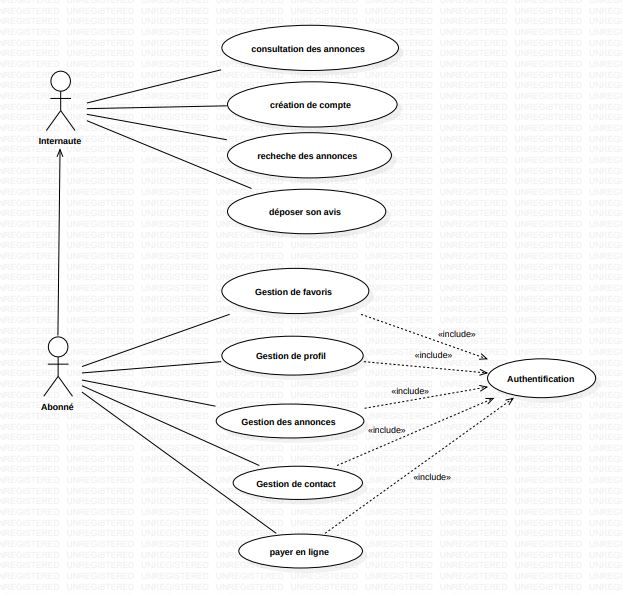 consultation des annonces
création de compte
Internaute
recheche des annonces
déposer son avis
Gestion de favoris
«include»
Gestion de profil
«include»
Authentification
«include»
Abonné
Gestion des annonces
«include»
Gestion de contact
«include»
payer en ligne
UNREGISTERED